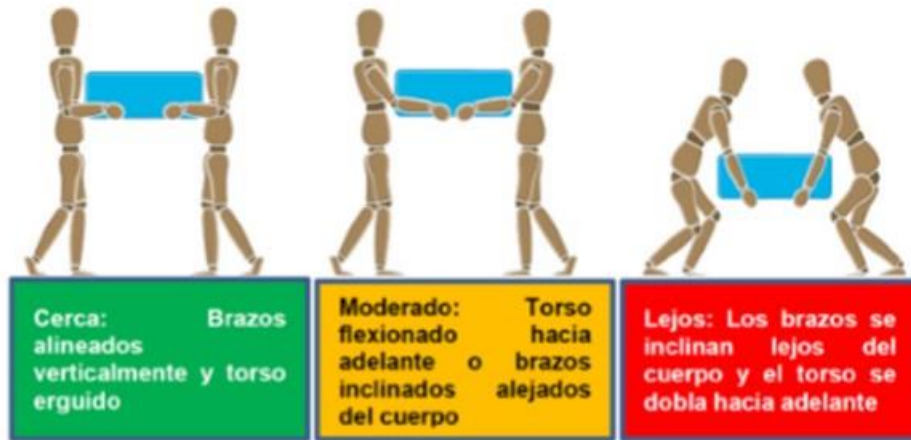 Cerca: Brazos
alineados
verticalmente y torso
erguido
Moderado: Torso
flexionado hacia
adelante o brazos
inclinados alejados
del cuerpo
Lejos: Los brazos se
inclinan lejos del
cuerpo y el torso se
dobla hacia adelante